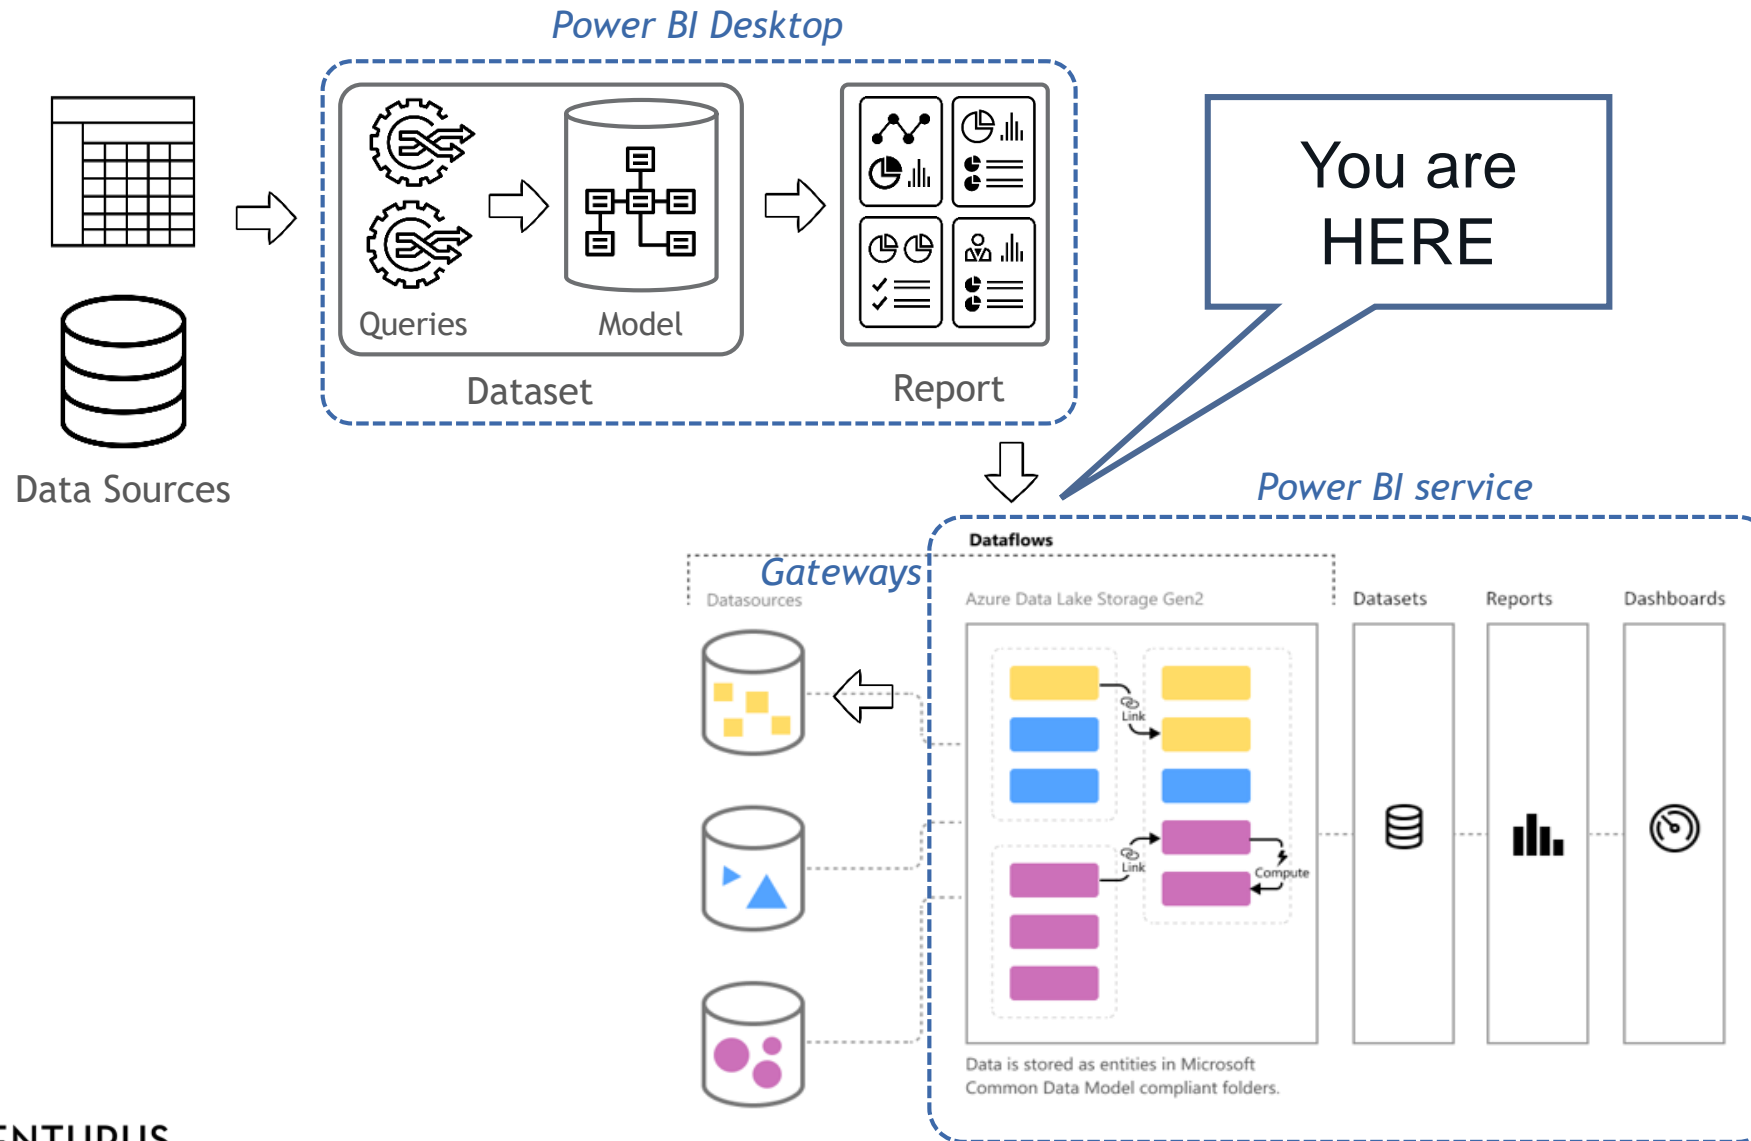 Power BI Desktop
You are
HERE
Queries
Model
Dataset
Report
Data Sources
Power BI service
Dataflows
Gateways
Datasources
Azure Data Lake Storage Gen2
Datasets
Reports
Dashboards
Link
Link
Compute
Data is stored as entities in Microsoft
Common Data Model compliant folders.